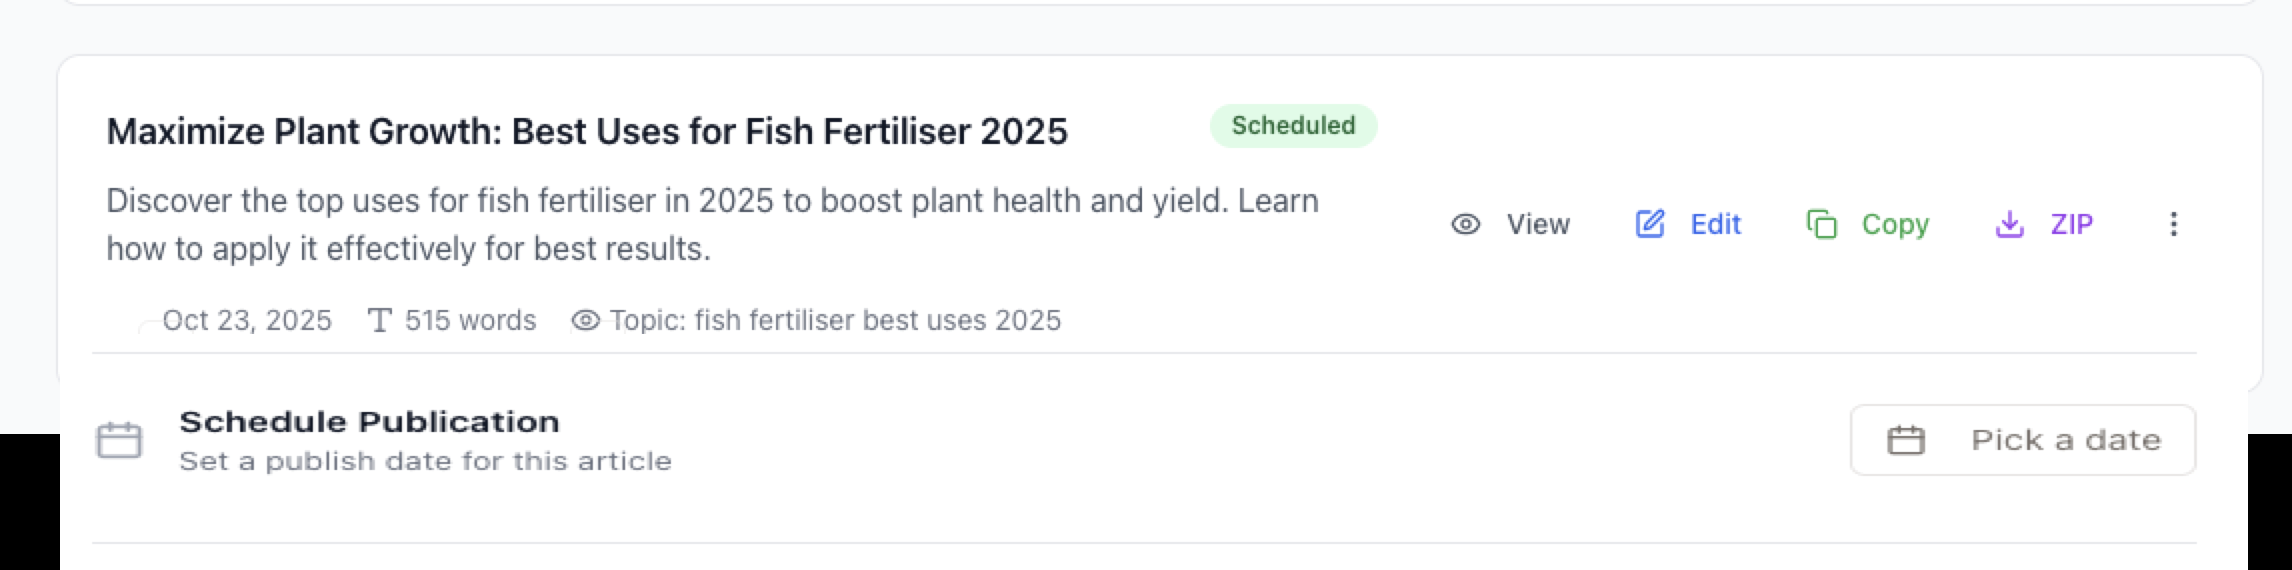 Maximize Plant Growth: Best Uses for Fish Fertiliser 2025
Scheduled
Discover the top uses for fish fertiliser in 2025 to boost plant health and yield. Learn
how to apply it effectively for best results.
View Edit Copy ZIP
Oct 23, 2025 515 words Topic: fish fertiliser best uses 2025
Schedule Publication
Set a publish date for this article
Pick a date